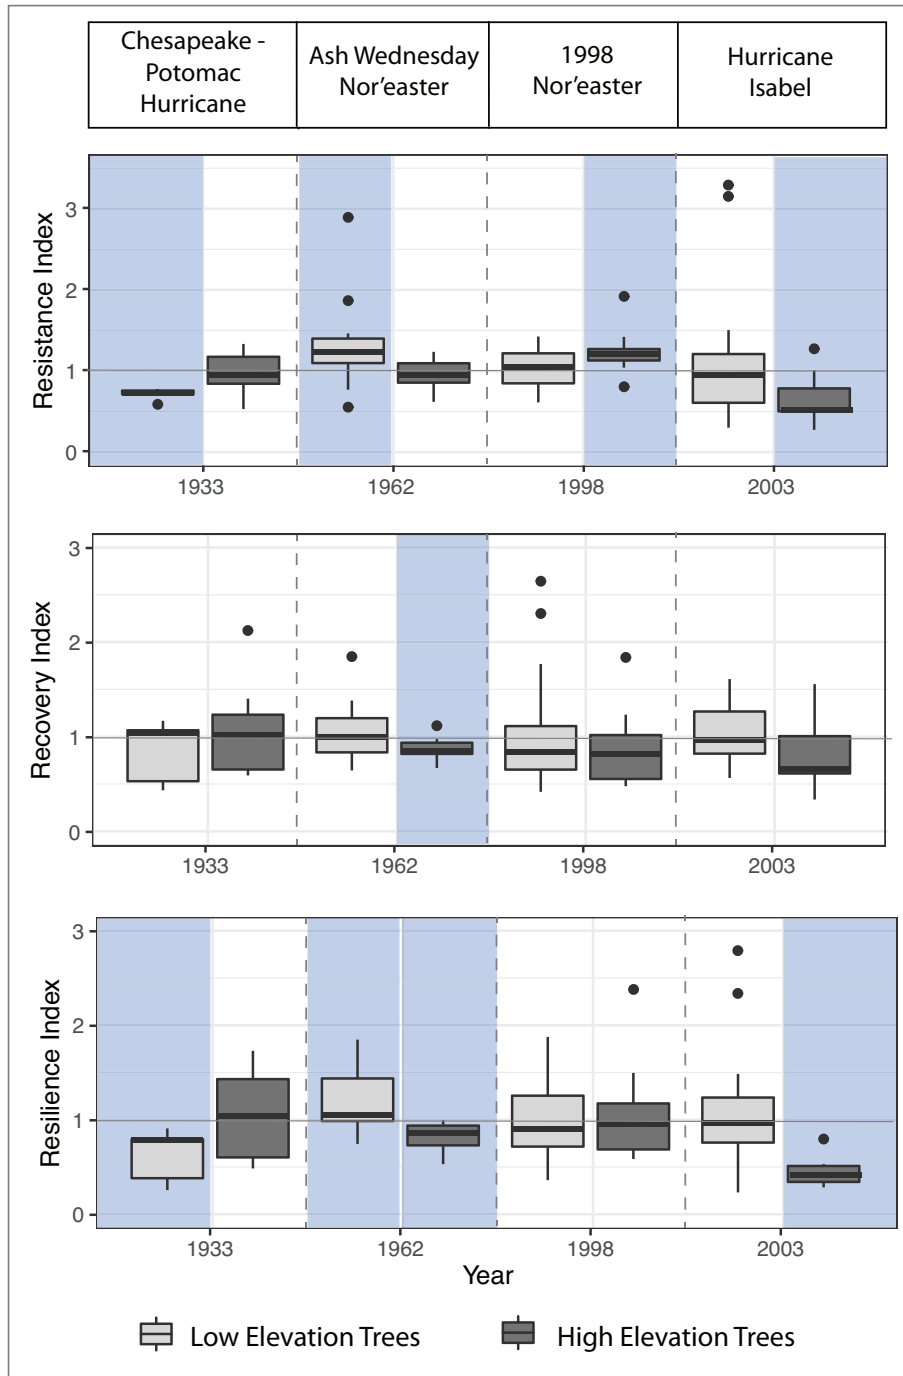 Chesapeake -
Potomac
Hurricane
Ash Wednesday
Nor'easter
1998
Nor'easter
Hurricane
Isabel
Resistance Index
3
2
1
0
1933
1962
1998
2003
Recovery Index
3
2
1
0
1933
1962
1998
2003
Resilience Index
3
2
1
0
1933
1962
1998
2003
Year
Low Elevation Trees
High Elevation Trees